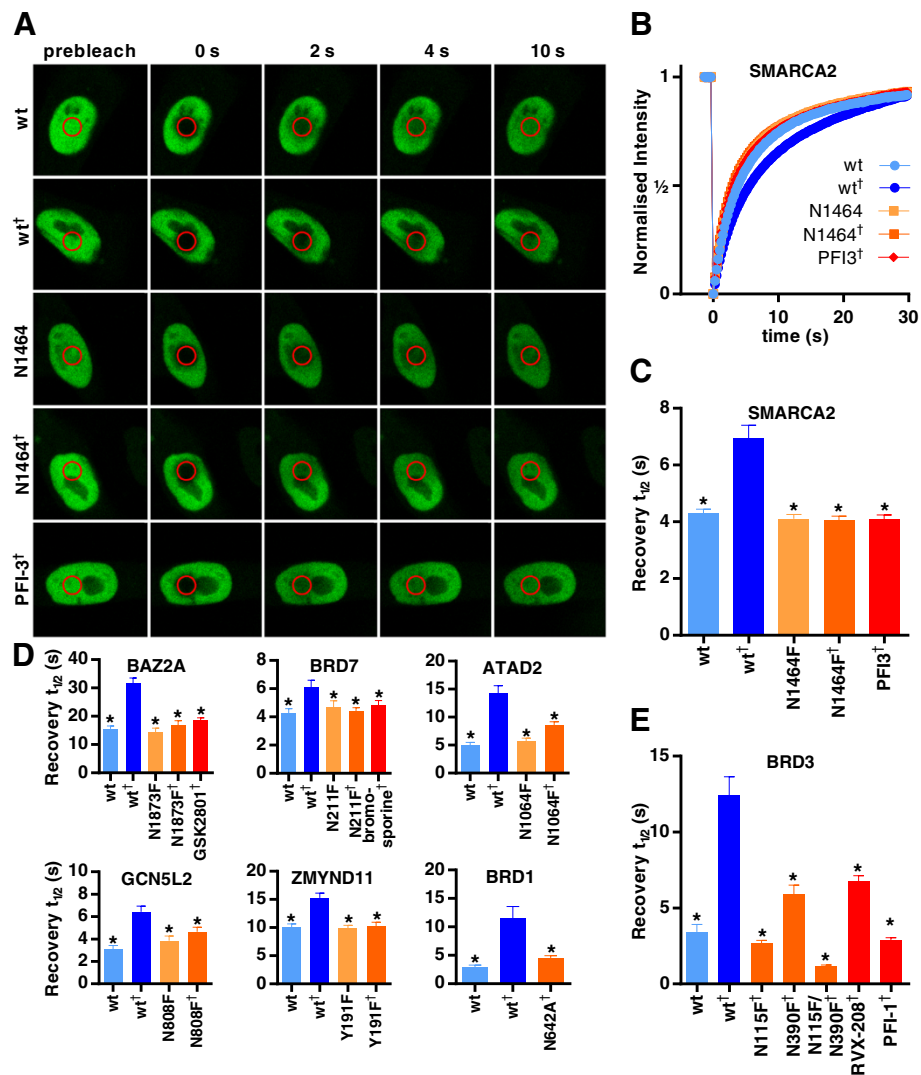 A
prebleach 0 s 2 s 4 s 10 s
wt
wt†
N1464
N1464†
PFI-3†
B
SMARCA2
Normalised Intensity
1
½
0
0 10 20 30
time (s)
wt
wt†
N1464
N1464†
PFI3†
C
SMARCA2
Recovery t1/2 (s)
8
6
4
2
0
* * * *
wt wt† N1464F N1464F† PFI3†
D
BAZ2A
Recovery t1/2 (s)
40
30
20
10
0
* * * *
wt wt† N1873F N1873F† GSK2801†
BRD7
8
6
4
2
0
* * * *
wt wt† N211F N211F† bromo-
sporine†
ATAD2
20
15
10
5
0
* * *
wt wt† N1064F N1064F†
GCN5L2
Recovery t1/2 (s)
10
8
6
4
2
0
* * *
wt wt† N808F N808F†
ZMYND11
20
15
10
5
0
* * *
wt wt† Y191F Y191F†
BRD1
20
15
10
5
0
* *
wt wt† N642A†
E
BRD3
Recovery t1/2 (s)
15
10
5
0
* * * * * *
wt wt† N115F† N390F† N115F/
N390F† RVX-208† PFI-1†